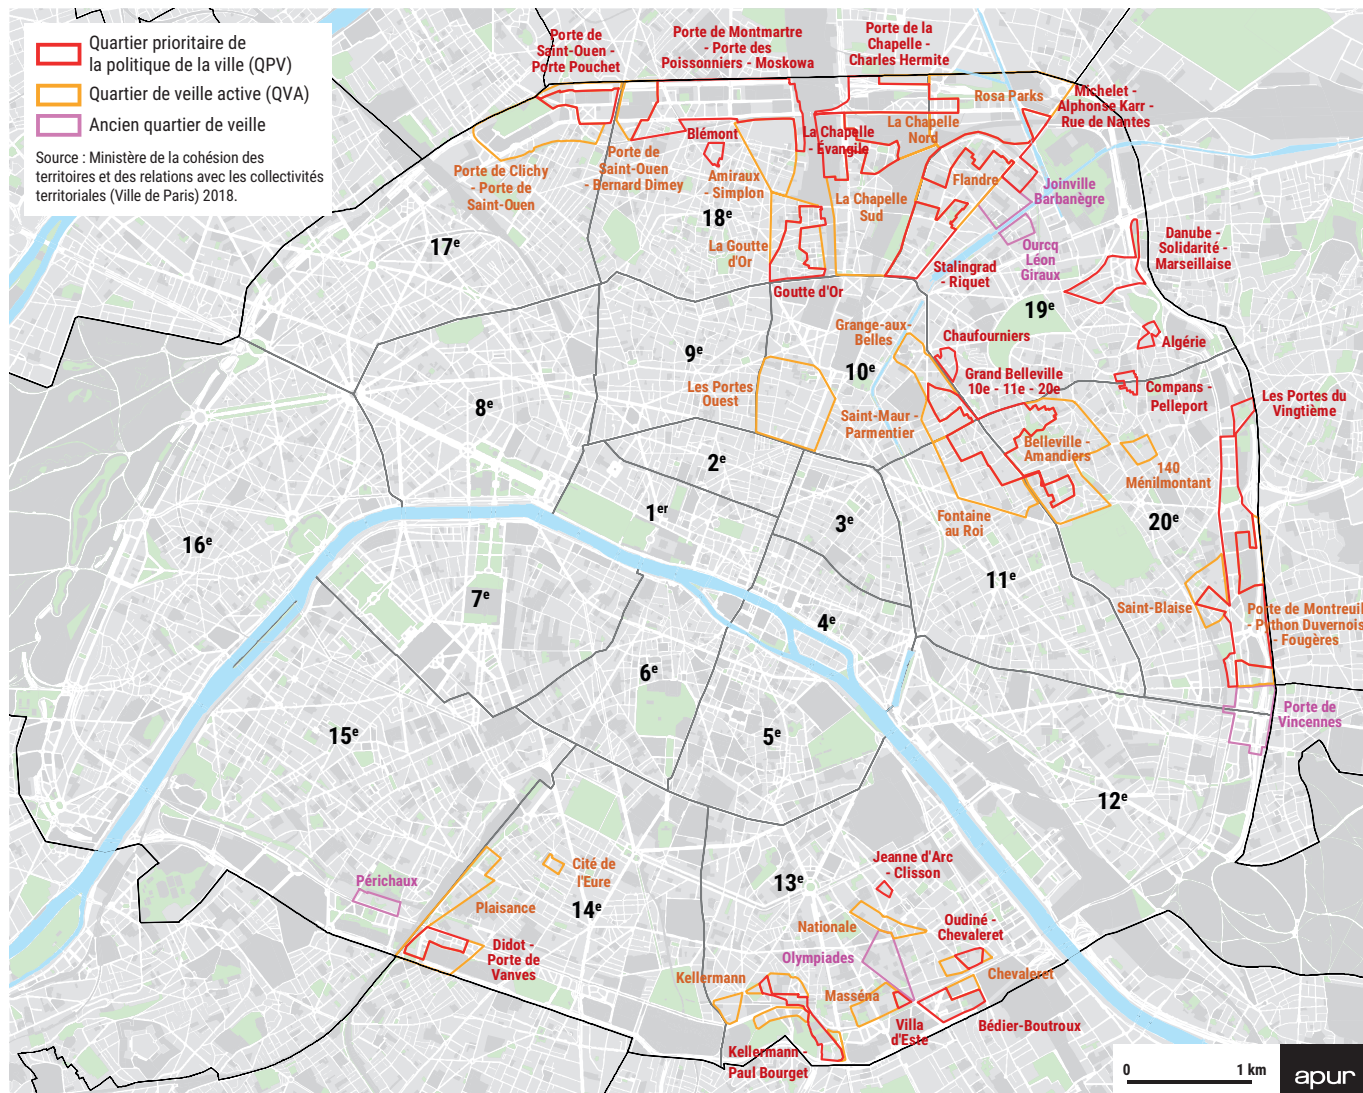 Quartier prioritaire de
la politique de la ville (QPV)
Quartier de veille active (QVA)
Ancien quartier de veille
Source : Ministère de la cohésion des
territoires et des relations avec les collectivités
territoriales (Ville de Paris) 2018.
Porte de
Saint-Ouen -
Porte Pouchet
Porte de Montmartre
- Porte des
Poissonniers - Moskowa
Porte de la
Chapelle -
Charles Hermite
Rosa Parks
Michelet -
Alphonse Karr -
Rue de Nantes
Blémont
La Chapelle
- Évangile
La Chapelle
Nord
Porte de Clichy
- Porte de
Saint-Ouen
Porte de
Saint-Ouen
- Bernard Dimey
Amiraux
- Simplon
Flandre
Joinville
Barbanègre
La Chapelle
Sud
18e
17e
La Goutte
d'Or
Goutte d'Or
Stalingrad
- Riquet
Ourcq
Léon
Giraux
Danube -
Solidarité -
Marseillaise
19e
Grange-aux-
Belles
Chaufourniers
Algérie
9e
10e
Grand Belleville
10e - 11e - 20e
Compans -
Pelleport
Les Portes du
Vingtième
Les Portes
Ouest
8e
Saint-Maur -
Parmentier
Belleville -
Amandiers
140
Ménilmontant
2e
1er
3e
Fontaine
au Roi
20e
16e
11e
7e
4e
Saint-Blaise
Porte de Montreuil
- Python Duvernois
- Fougères
6e
5e
15e
Porte de
Vincennes
12e
Périchaux
Cité de
l'Eure
Plaisance
14e
13e
Jeanne d'Arc
- Clisson
Nationale
Oudiné -
Chevaleret
Didot -
Porte de
Vanves
Olympiades
Kellermann
Chevaleret
Masséna
Villa
d'Este
Bédier-Boutroux
Kellermann -
Paul Bourget
0 1 km
apur